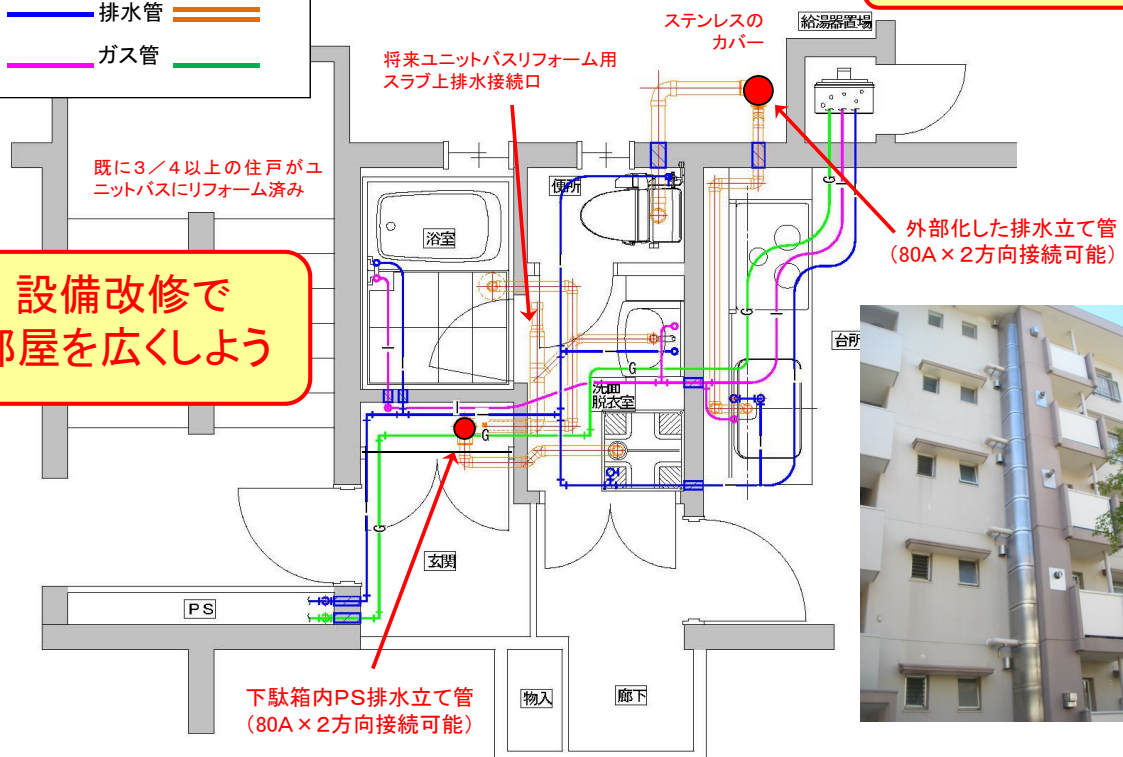 排水管
ガス管
ステンレスの
カバー
給湯器置場
将来ユニットバスリフォーム用
スラブ上排水接続口
既に3/4以上の住戸がユ
ニットバスにリフォーム済み
便所
浴室
外部化した排水立て管
(80A×2方向接続可能)
設備改修で
部屋を広くしよう
台所
洗面
脱衣室
G
G
G
G
G
I
I
I
玄関
PS
下駄箱内PS排水立て管
(80A×2方向接続可能)
物入
廊下